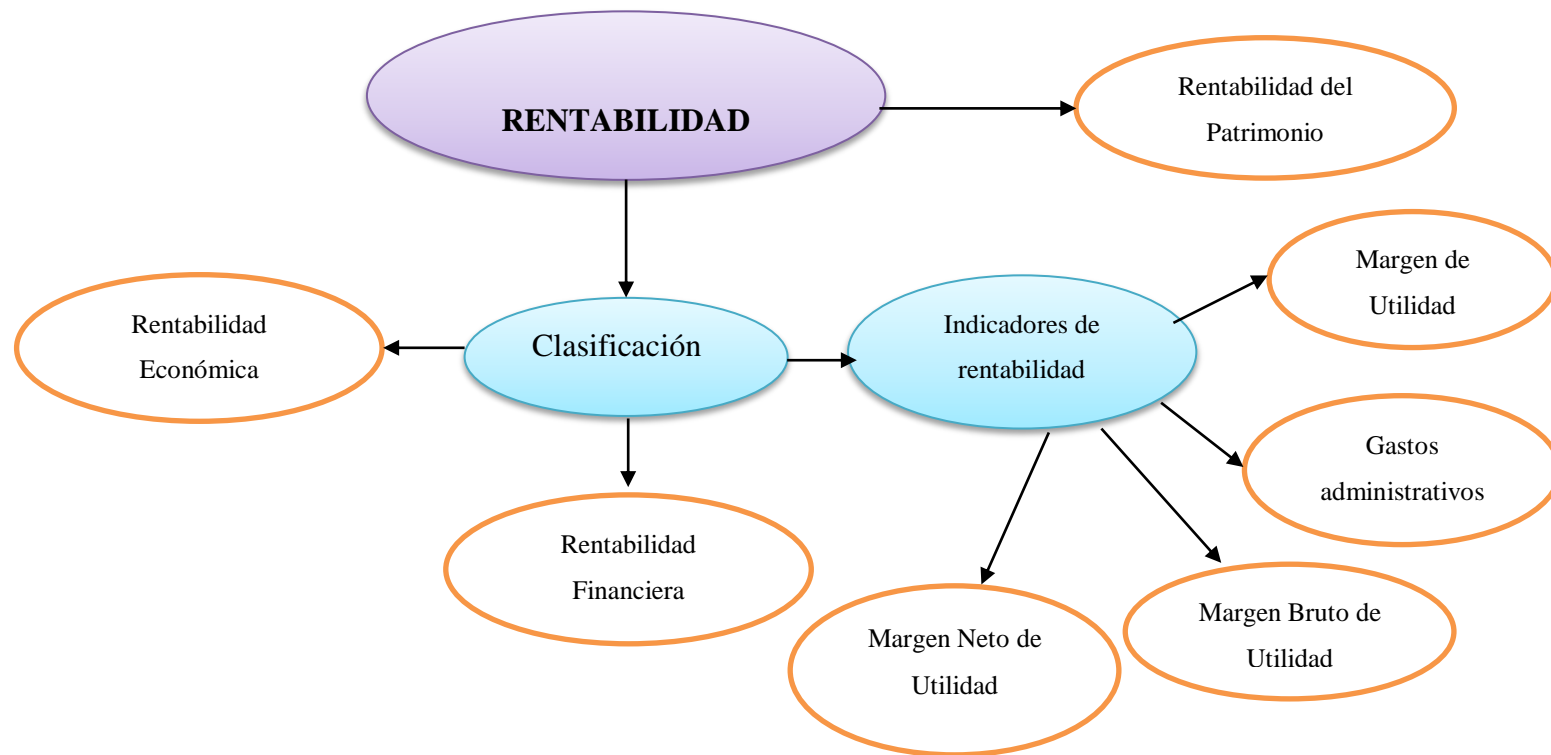 RENTABILIDAD
Rentabilidad del
Patrimonio
Margen de
Utilidad
Rentabilidad
Económica
Clasificación
Indicadores de
rentabilidad
Gastos
administrativos
Rentabilidad
Financiera
Margen Neto de
Utilidad
Margen Bruto de
Utilidad